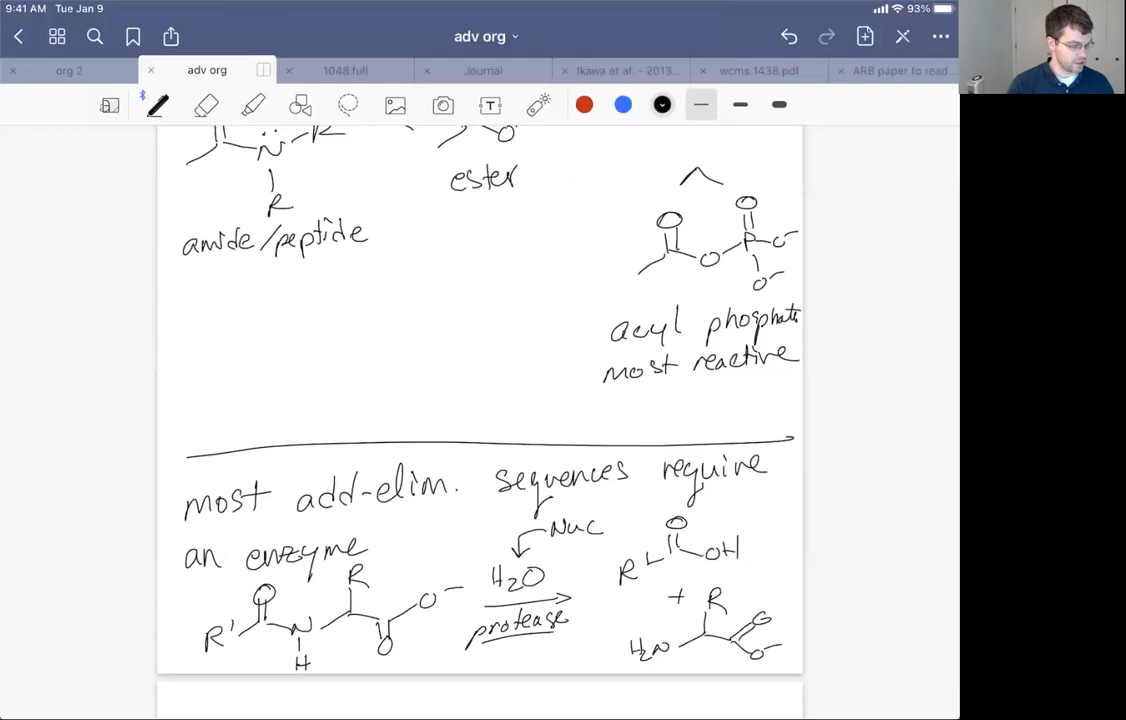 9:41 AM Tue Jan 9
93%
adv org
org 2
adv org
1048.full
Journal
Ikawa et al. - 2013...
wcms.1438.pdf
ARB paper to read...
T
N
R
R
amide/peptide
O
ester
O
O
O
P
O-
O-
acyl phosphate
most reactive
most add-elim. sequences require
an enzyme
Nuc
R'
O
N
H
R
O
O-
H2O
protease
R'
O
OH
+
R
H2N
O
O-